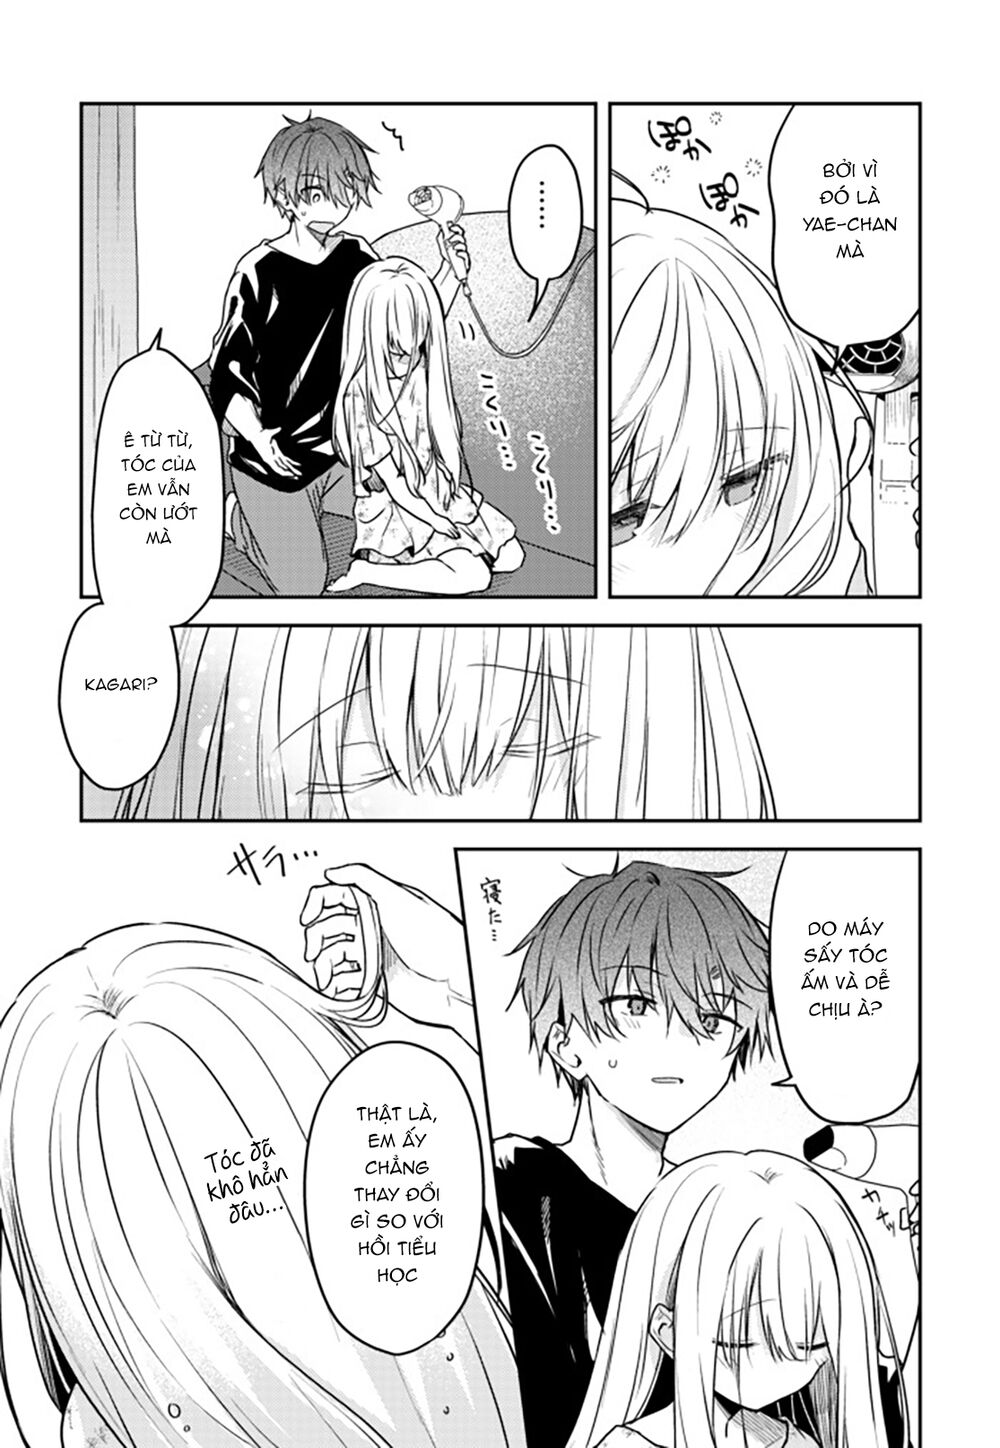 BỞI VÌ
ĐÓ LÀ
YAE-CHAN
MÀ
ぽか
ぽか
・・・・・・
こくり・・・
こくり・・・
Ê TỪ TỪ,
TÓC CỦA
EM VẪN
CÒN ƯỚT
MÀ
KAGARI?
DO MÁY
SẤY TÓC
ẤM VÀ DỄ
CHỊU À?
寝た…
カチッ
サラ…
THẬT LÀ,
EM ẤY
CHẲNG
THAY ĐỔI
GÌ SO VỚI
HỒI TIỂU
HỌC
Tóc đã
khô hẳn
đâu...